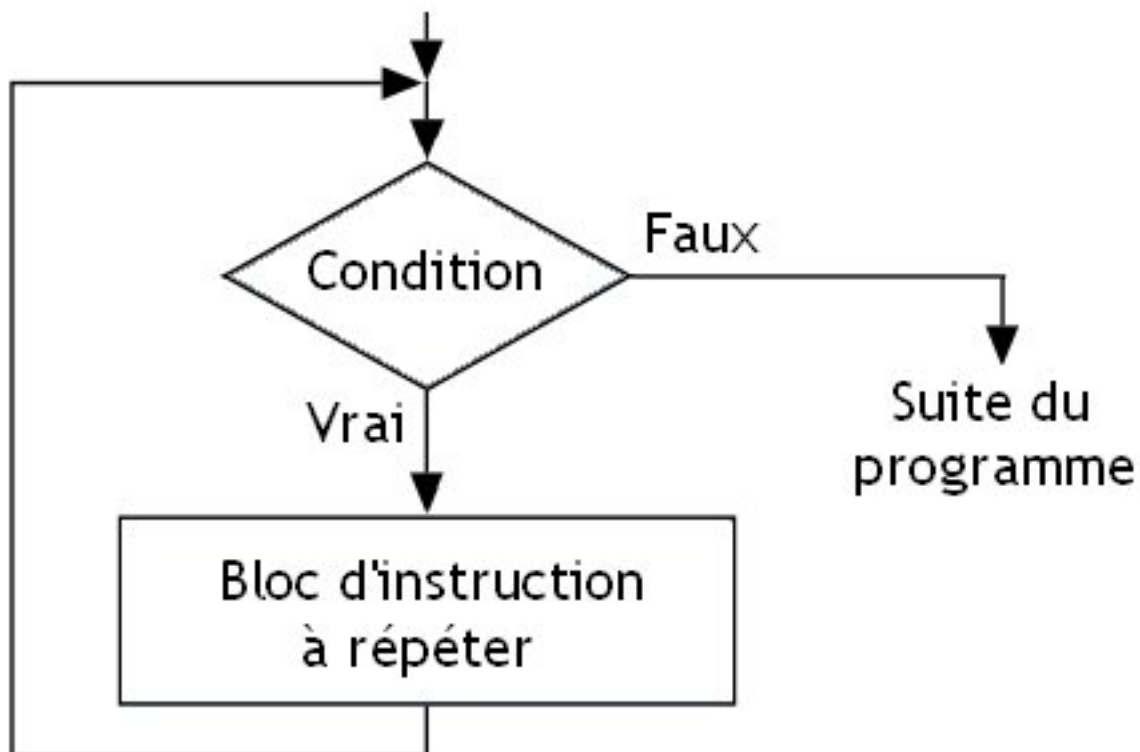 Faux
Condition
Vrai
Suite du
programme
Bloc d'instruction
à répéter